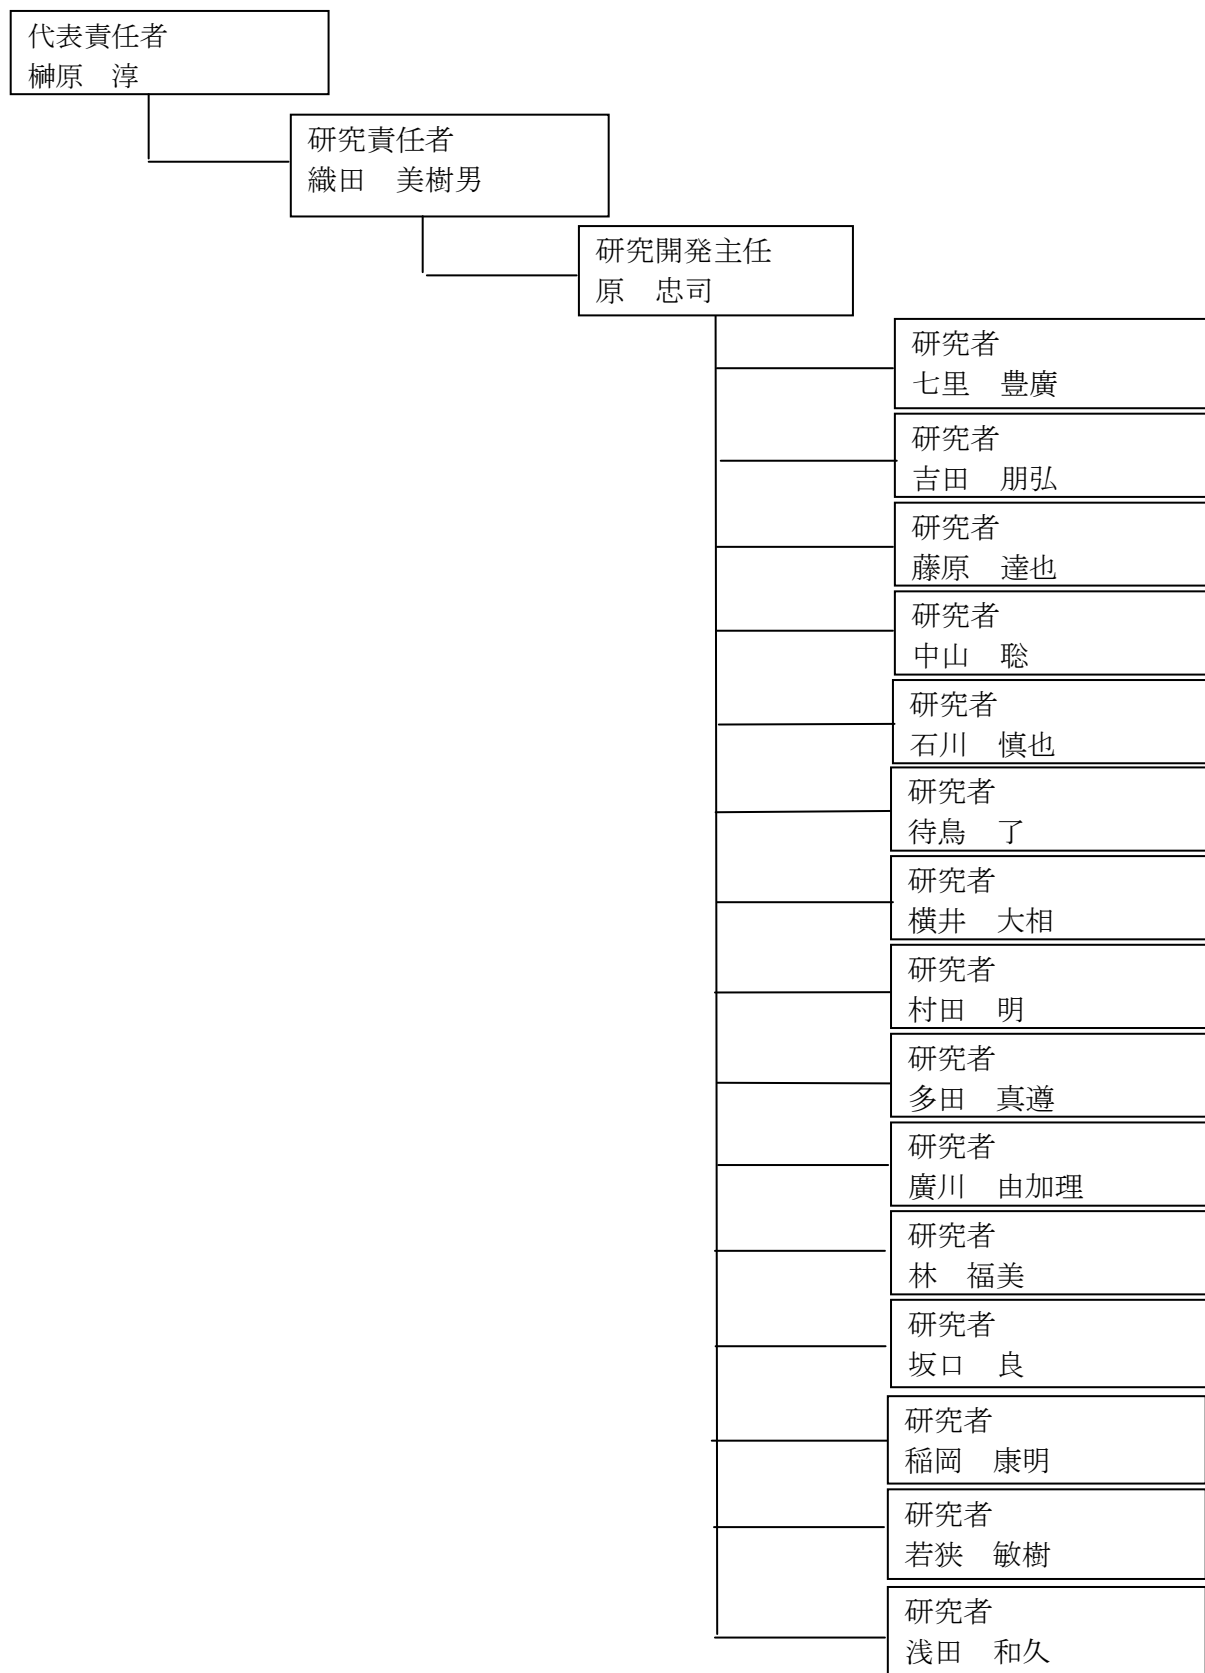 代表責任者
榊原　淳
研究責任者
織田　美樹男
研究開発主任
原　忠司
研究者
七里　豊廣
研究者
吉田　朋弘
研究者
藤原　達也
研究者
中山　聡
研究者
石川　慎也
研究者
待鳥　了
研究者
横井　大相
研究者
村田　明
研究者
多田　真遵
研究者
廣川　由加理
研究者
林　福美
研究者
坂口　良
研究者
稲岡　康明
研究者
若狭　敏樹
研究者
浅田　和久